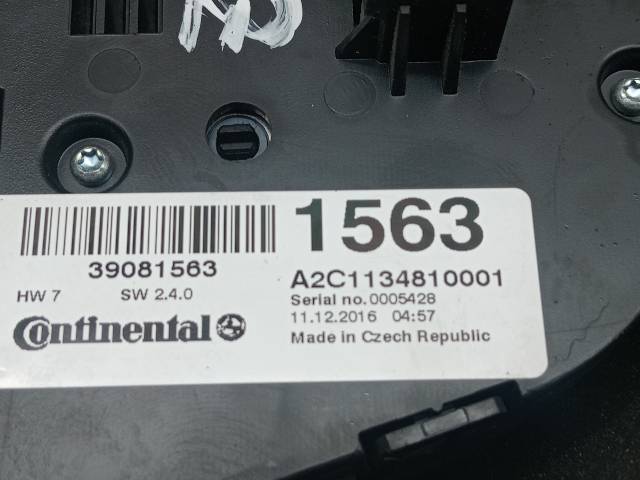 1563
39081563
A2C1134810001
HW 7 SW 2.4.0
Serial no.0005428
11.12.2016 04:57
Continental
Made in Czech Republic